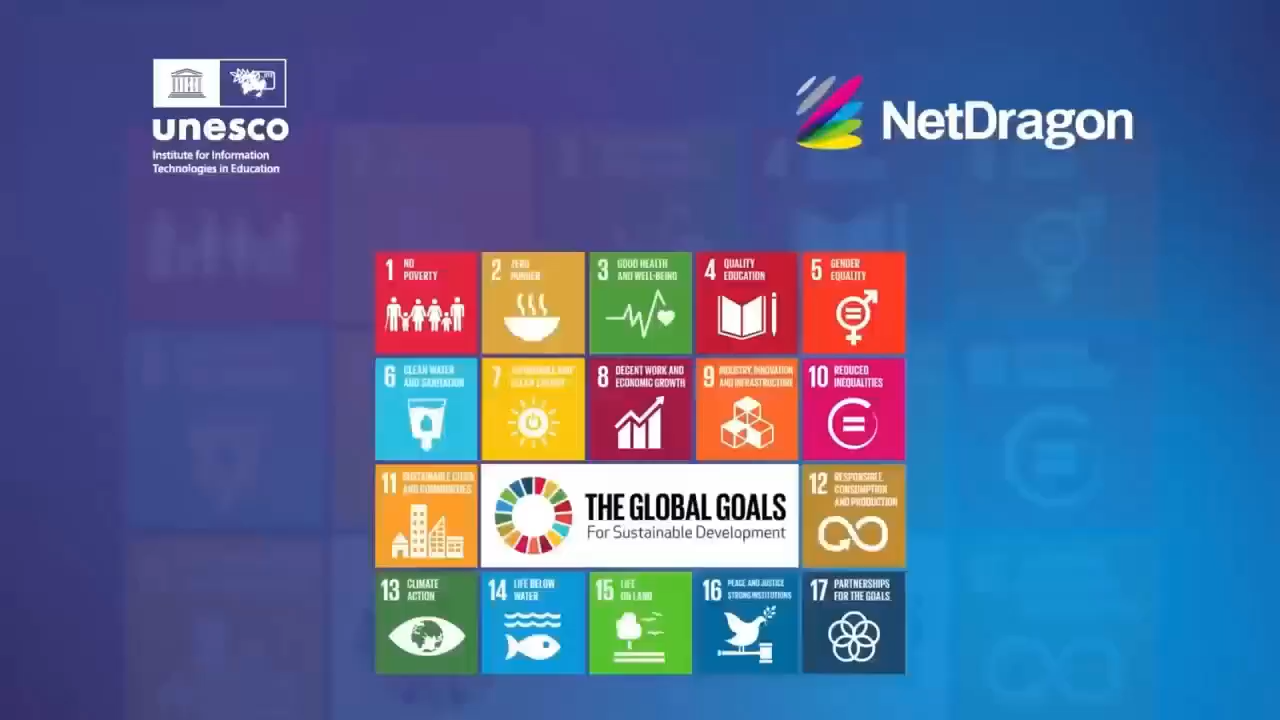 unesco
Institute for Information
Technologies in Education
NetDragon
1 NO
POVERTY
2 ZERO
HUNGER
3 GOOD HEALTH
AND WELL-BEING
4 QUALITY
EDUCATION
5 GENDER
EQUALITY
6 CLEAN WATER
AND SANITATION
7 AFFORDABLE AND
CLEAN ENERGY
8 DECENT WORK AND
ECONOMIC GROWTH
9 INDUSTRY, INNOVATION
AND INFRASTRUCTURE
10 REDUCED
INEQUALITIES
11 SUSTAINABLE CITIES
AND COMMUNITIES
THE GLOBAL GOALS
For Sustainable Development
12 RESPONSIBLE
CONSUMPTION
AND PRODUCTION
13 CLIMATE
ACTION
14 LIFE BELOW
WATER
15 LIFE
ON LAND
16 PEACE AND JUSTICE
STRONG INSTITUTIONS
17 PARTNERSHIPS
FOR THE GOALS